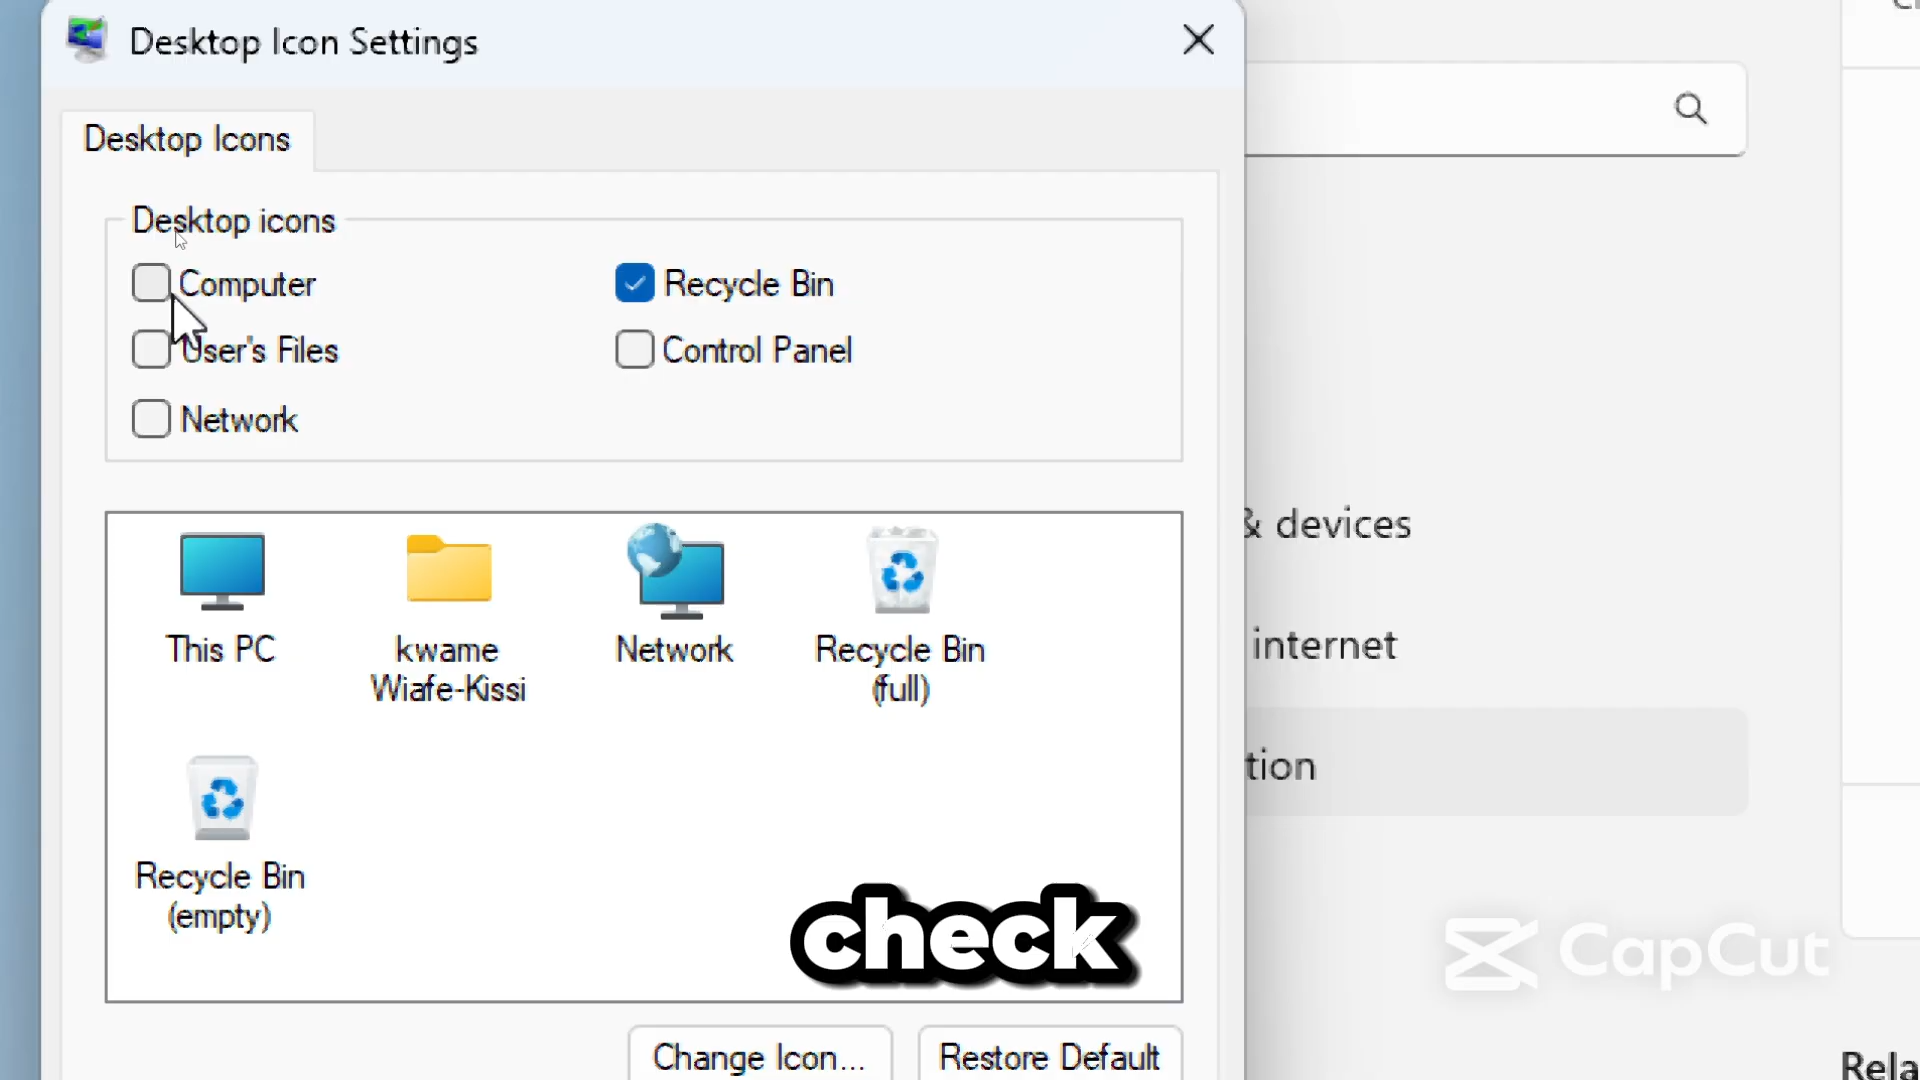 Desktop Icon Settings
Desktop Icons
Desktop icons
Computer
Recycle Bin
User's Files
Control Panel
Network
This PC
kwame
Wiafe-Kissi
Network
Recycle Bin
(full)
Recycle Bin
(empty)
Change Icon...
Restore Default
& devices
internet
tion
check
CapCut
Rela